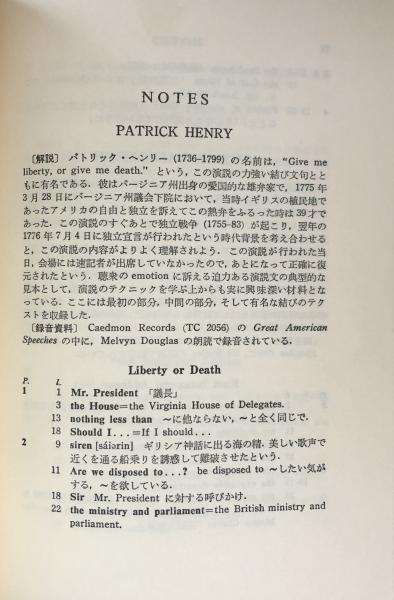 NOTES
PATRICK HENRY
〔解説〕 パトリック・ヘンリー (1736–1799) の名前は, “Give me
liberty, or give me death.” という, この演説の力強い結び文句とと
もに有名である. 彼はバージニア州出身の愛国的な雄弁家で, 1775年
3月28日にバージニア州議会下院において, 当時イギリスの植民地で
あったアメリカの自由と独立を訴えてこの熱弁をふるった時は39才で
あった. この演説のすぐあとで独立戦争 (1755–83) が起こり, 翌年の
1776年7月4日に独立宣言が行われたという時代背景を考え合わせる
と, この演説の内容がよりよく理解されよう. この演説が行われた当
日, 会場には速記者が出席していなかったので, あとになって正確に復
元されたという. 聴衆の emotion に訴える迫力ある演説文の典型的な
見本として, 演説のテクニックを学ぶ上からも実に興味深い材料とな
っている. ここには最初の部分, 中間の部分, そして有名な結びのテク
ストを収録した.
〔録音資料〕 Caedmon Records (TC 2056) の Great American
Speeches の中に, Melvyn Douglas の朗読で録音されている.
Liberty or Death
P. L.
1 1 Mr. President 「議長」
3 the House=the Virginia House of Delegates.
13 nothing less than ～に他ならない, ～と全く同じで.
18 Should I...=If I should...
2 9 siren [sáiərin] ギリシア神話に出る海の精. 美しい歌声で
近くを通る船乗りを誘惑して難破させたという.
11 Are we disposed to...? be disposed to ～したい気が
する, ～を欲している.
18 Sir Mr. President に対する呼びかけ.
22 the ministry and parliament=the British ministry and
parliament.